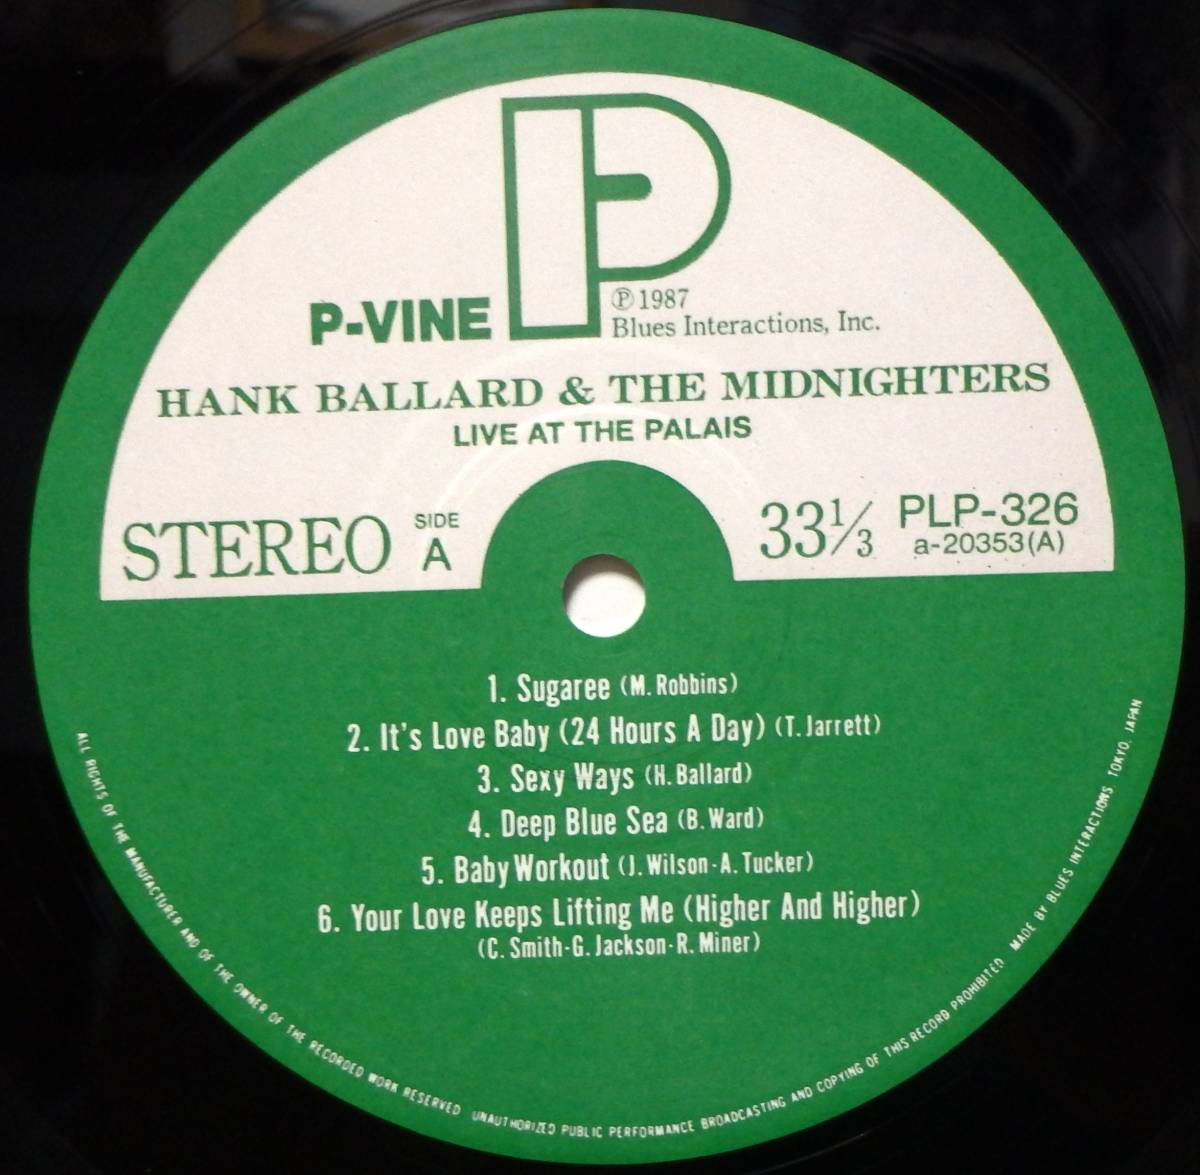 P-VINE
℗ 1987
Blues Interactions, Inc.
HANK BALLARD & THE MIDNIGHTERS
LIVE AT THE PALAIS
STEREO
SIDE
A
33⅓
PLP-326
a-20353(A)
1. Sugaree (M. Robbins)
2. It's Love Baby (24 Hours A Day) (T. Jarrett)
3. Sexy Ways (H. Ballard)
4. Deep Blue Sea (B. Ward)
5. Baby Workout (J. Wilson-A. Tucker)
6. Your Love Keeps Lifting Me (Higher And Higher)
(C. Smith-G. Jackson-R. Miner)
ALL RIGHTS OF THE MANUFACTURER AND OF THE OWNER OF THE RECORDED WORK RESERVED UNAUTHORIZED PUBLIC PERFORMANCE BROADCASTING AND COPYING OF THIS RECORD PROHIBITED MADE BY BLUES INTERACTIONS TOKYO, JAPAN